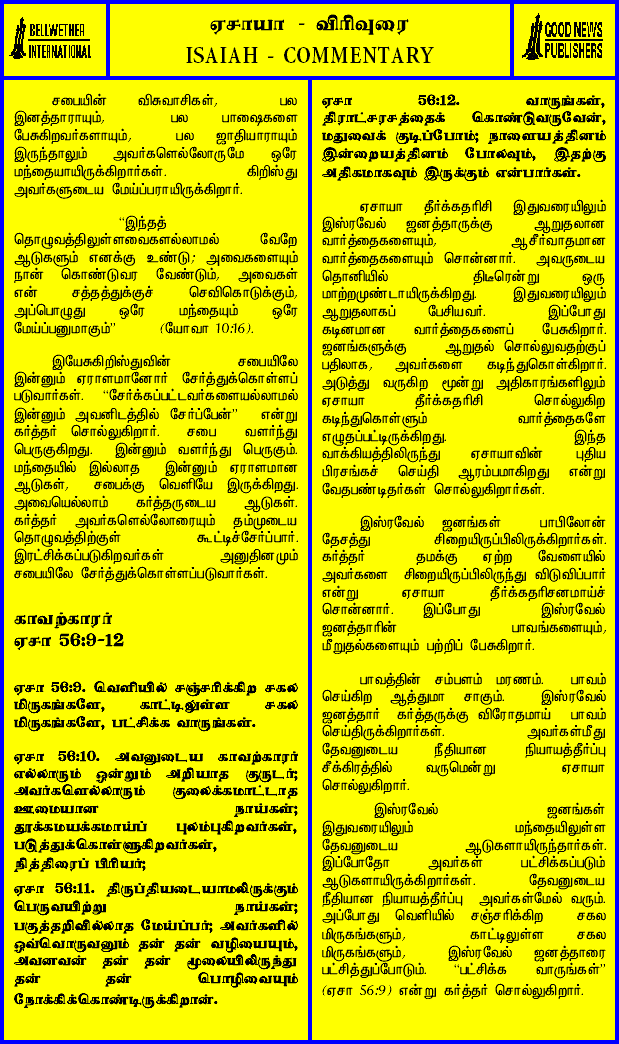 BELLWETHER
INTERNATIONAL
ஏசாயா - விரிவுரை
ISAIAH - COMMENTARY
GOOD NEWS
PUBLISHERS
சபையின் விசுவாசிகள், பல
இனத்தாராயும், பல பாஷைகளை
பேசுகிறவர்களாயும், பல ஜாதியாராயும்
இருந்தாலும் அவர்களெல்லோருமே ஒரே
மந்தையாயிருக்கிறார்கள். கிறிஸ்து
அவர்களுடைய மேய்ப்பராயிருக்கிறார்.
“இந்தத்
தொழுவத்திலுள்ளவைகளல்லாமல் வேறே
ஆடுகளும் எனக்கு உண்டு; அவைகளையும்
நான் கொண்டுவர வேண்டும், அவைகள்
என் சத்தத்துக்குச் செவிகொடுக்கும்,
அப்பொழுது ஒரே மந்தையும் ஒரே
மேய்ப்பனுமாகும்” (யோவா 10:16).
இயேசுகிறிஸ்துவின் சபையிலே
இன்னும் ஏராளமானோர் சேர்த்துக்கொள்ளப்
படுவார்கள். “சேர்க்கப்பட்டவர்களையல்லாமல்
இன்னும் அவனிடத்தில் சேர்ப்பேன்” என்று
கர்த்தர் சொல்லுகிறார். சபை வளர்ந்து
பெருகுகிறது. இன்னும் வளர்ந்து பெருகும்.
மந்தையில் இல்லாத இன்னும் ஏராளமான
ஆடுகள், சபைக்கு வெளியே இருக்கிறது.
அவையெல்லாம் கர்த்தருடைய ஆடுகள்.
கர்த்தர் அவர்களெல்லோரையும் தம்முடைய
தொழுவத்திற்குள் கூட்டிச்சேர்ப்பார்.
இரட்சிக்கப்படுகிறவர்கள் அனுதினமும்
சபையிலே சேர்த்துக்கொள்ளப்படுவார்கள்.
காவற்காரர்
ஏசா 56:9-12
ஏசா 56:9. வெளியில் சஞ்சரிக்கிற சகல
மிருகங்களே, காட்டிலுள்ள சகல
மிருகங்களே, பட்சிக்க வாருங்கள்.
ஏசா 56:10. அவனுடைய காவற்காரர்
எல்லாரும் ஒன்றும் அறியாத குருடர்;
அவர்களெல்லாரும் குலைக்கமாட்டாத
ஊமையான நாய்கள்;
தூக்கமயக்கமாய்ப் புலம்புகிறவர்கள்,
படுத்துக்கொள்ளுகிறவர்கள்,
நித்திரைப் பிரியர்;
ஏசா 56:11. திருப்தியடையாமலிருக்கும்
பெருவயிற்று நாய்கள்;
பகுத்தறிவில்லாத மேய்ப்பர்; அவர்களில்
ஒவ்வொருவனும் தன் தன் வழியையும்,
அவனவன் தன் தன் மூலையிலிருந்து
தன் தன் பொழிவையும்
நோக்கிக்கொண்டிருக்கிறான்.
ஏசா 56:12. வாருங்கள்,
திராட்சரசத்தைக் கொண்டுவருவேன்,
மதுவைக் குடிப்போம்; நாளையத்தினம்
இன்றையத்தினம் போலவும், இதற்கு
அதிகமாகவும் இருக்கும் என்பார்கள்.
ஏசாயா தீர்க்கதரிசி இதுவரையிலும்
இஸ்ரவேல் ஜனத்தாருக்கு ஆறுதலான
வார்த்தைகளையும், ஆசீர்வாதமான
வார்த்தைகளையும் சொன்னார். அவருடைய
தொனியில் திடீரென்று ஒரு
மாற்றமுண்டாயிருக்கிறது. இதுவரையிலும்
ஆறுதலாகப் பேசியவர். இப்போது
கடினமான வார்த்தைகளைப் பேசுகிறார்.
ஜனங்களுக்கு ஆறுதல் சொல்லுவதற்குப்
பதிலாக, அவர்களை கடிந்துகொள்கிறார்.
அடுத்து வருகிற மூன்று அதிகாரங்களிலும்
ஏசாயா தீர்க்கதரிசி சொல்லுகிற
கடிந்துகொள்ளும் வார்த்தைகளே
எழுதப்பட்டிருக்கிறது. இந்த
வாக்கியத்திலிருந்து ஏசாயாவின் புதிய
பிரசங்கச் செய்தி ஆரம்பமாகிறது என்று
வேதபண்டிதர்கள் சொல்லுகிறார்கள்.
இஸ்ரவேல் ஜனங்கள் பாபிலோன்
தேசத்து சிறையிருப்பிலிருக்கிறார்கள்.
கர்த்தர் தமக்கு ஏற்ற வேளையில்
அவர்களை சிறையிருப்பிலிருந்து விடுவிப்பார்
என்று ஏசாயா தீர்க்கதரிசனமாய்ச்
சொன்னார். இப்போது இஸ்ரவேல்
ஜனத்தாரின் பாவங்களையும்,
மீறுதல்களையும் பற்றிப் பேசுகிறார்.
பாவத்தின் சம்பளம் மரணம். பாவம்
செய்கிற ஆத்துமா சாகும். இஸ்ரவேல்
ஜனத்தார் கர்த்தருக்கு விரோதமாய் பாவம்
செய்திருக்கிறார்கள். அவர்கள்மீது
தேவனுடைய நீதியான நியாயத்தீர்ப்பு
சீக்கிரத்தில் வருமென்று ஏசாயா
சொல்லுகிறார்.
இஸ்ரவேல் ஜனங்கள்
இதுவரையிலும் மந்தையிலுள்ள
தேவனுடைய ஆடுகளாயிருந்தார்கள்.
இப்போதோ அவர்கள் பட்சிக்கப்படும்
ஆடுகளாயிருக்கிறார்கள். தேவனுடைய
நீதியான நியாயத்தீர்ப்பு அவர்கள்மேல் வரும்.
அப்போது வெளியில் சஞ்சரிக்கிற சகல
மிருகங்களும், காட்டிலுள்ள சகல
மிருகங்களும், இஸ்ரவேல் ஜனத்தாரை
பட்சித்துப்போடும். “பட்சிக்க வாருங்கள்”
(ஏசா 56:9) என்று கர்த்தர் சொல்லுகிறார்.